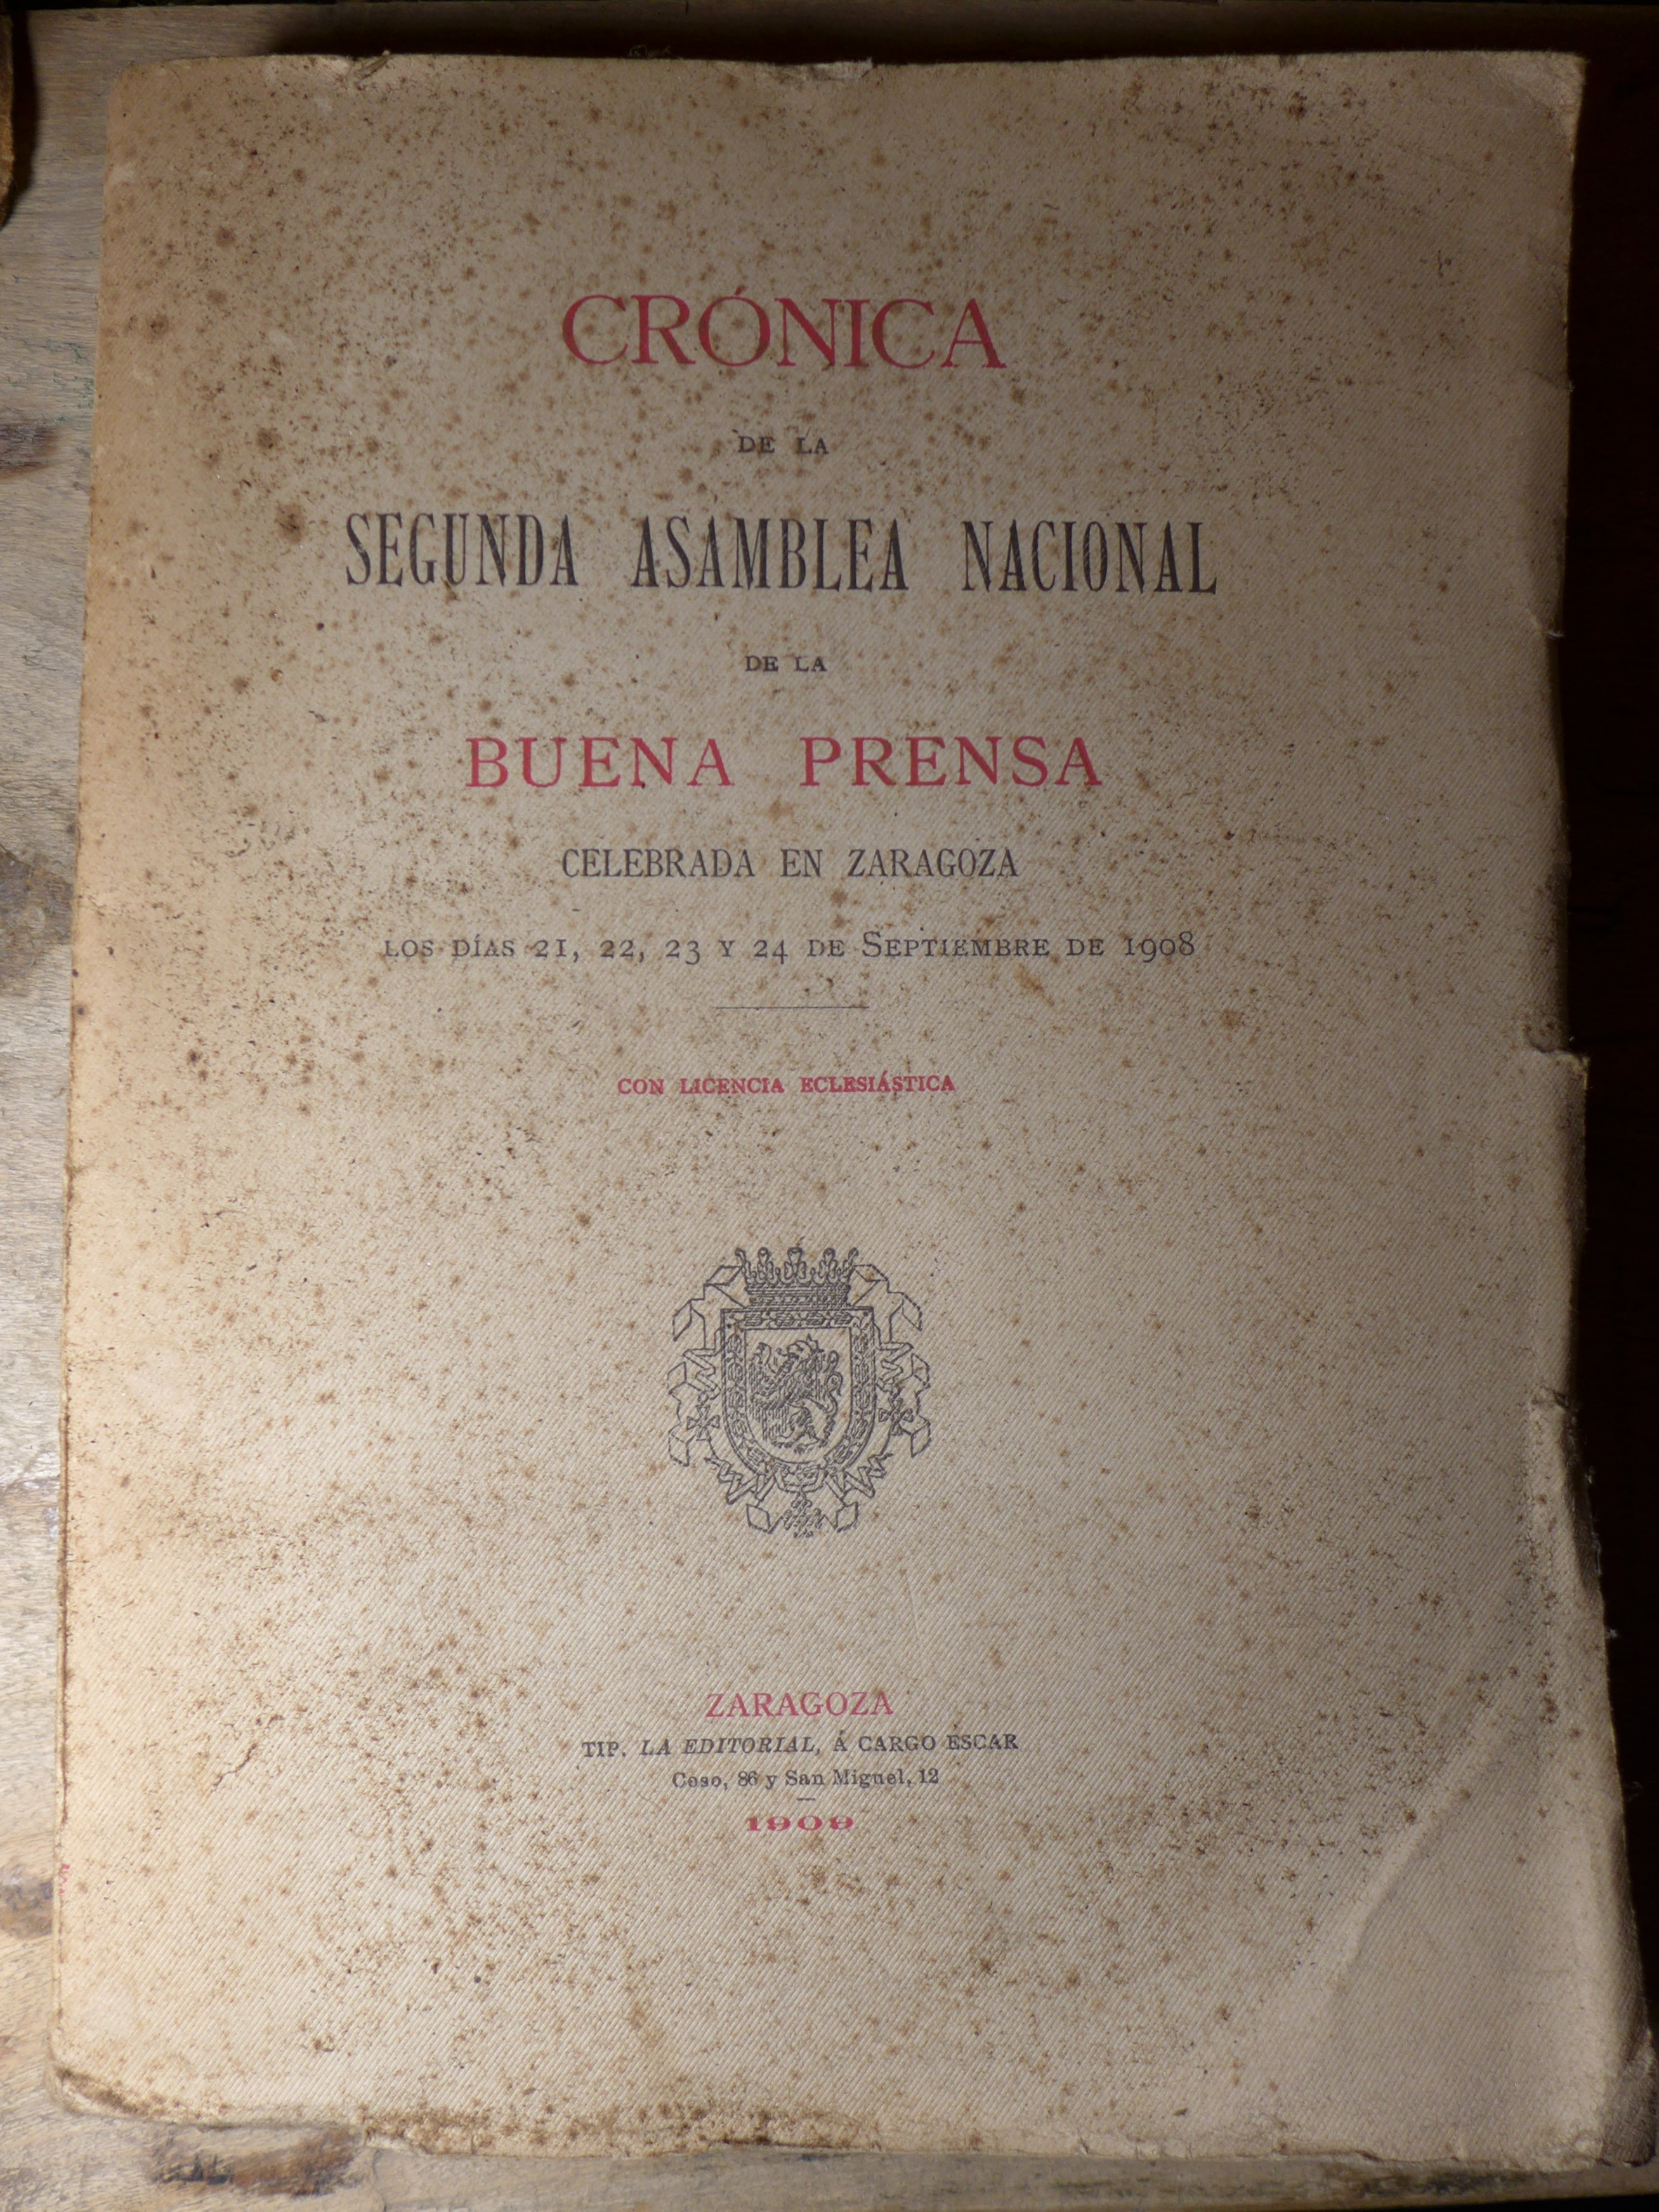 CRÓNICA
DE LA
SEGUNDA ASAMBLEA NACIONAL
DE LA
BUENA PRENSA
CELEBRADA EN ZARAGOZA
LOS DÍAS 21, 22, 23 Y 24 DE SEPTIEMBRE DE 1908
CON LICENCIA ECLESIÁSTICA
ZARAGOZA
TIP. LA EDITORIAL, Á CARGO ESCAR
Coso, 86 y San Miguel, 12
1909